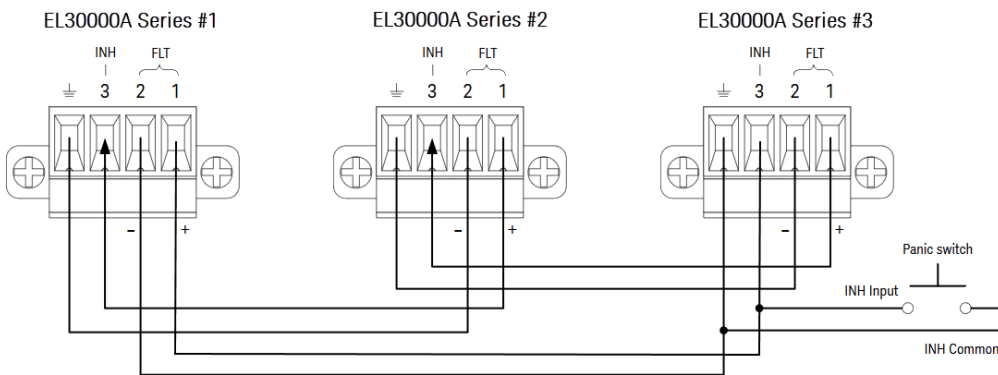 EL30000A Series #1 EL30000A Series #2 EL30000A Series #3
INH FLT INH FLT INH FLT
3 2 1 3 2 1 3 2 1
– + – + – +
Panic switch
INH Input
INH Common